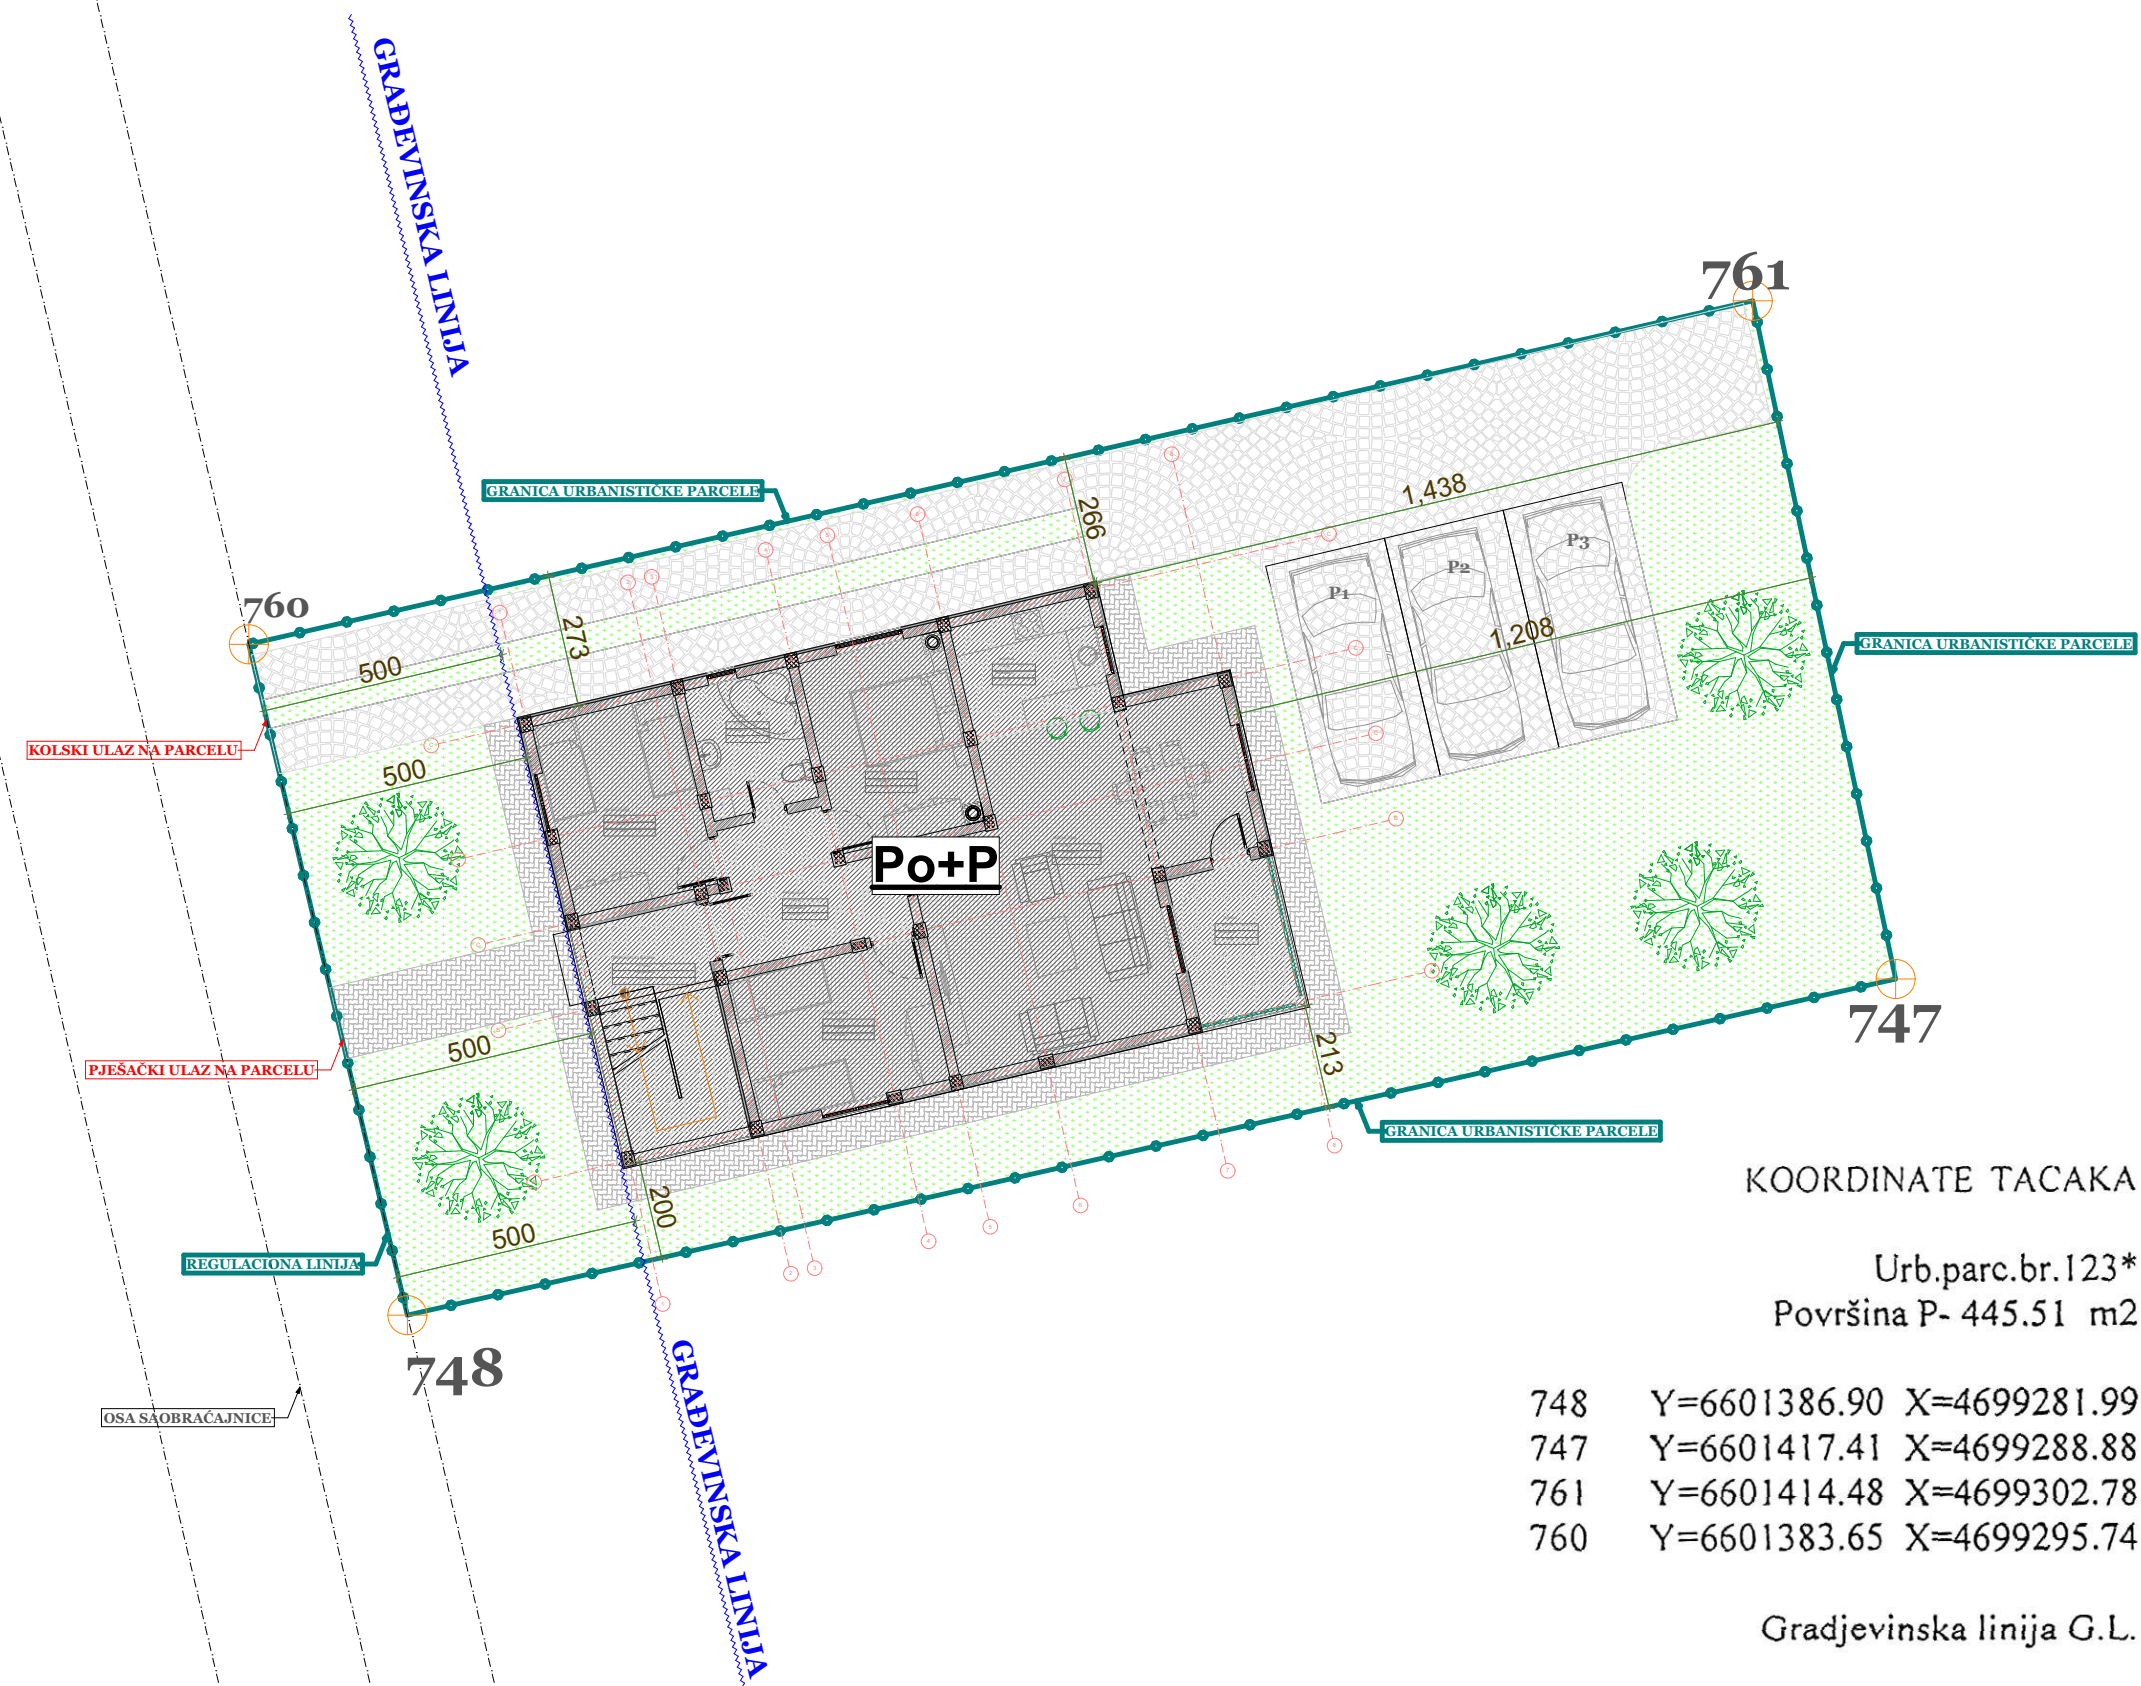 GRAĐEVINSKA LINIJA
761
GRANICA URBANISTIČKE PARCELE
1,438
266
P3
P2
P1
760
273
1,208
500
GRANICA URBANISTIČKE PARCELE
KOLSKI ULAZ NA PARCELU
500
Po+P
747
500
PJEŠAČKI ULAZ NA PARCELU
213
GRANICA URBANISTIČKE PARCELE
200
500
REGULACIONA LINIJA
748
OSA SAOBRAĆAJNICE
GRAĐEVINSKA LINIJA
KOORDINATE TACAKA
Urb.parc.br.123*
Površina P- 445.51 m2
748 Y=6601386.90 X=4699281.99
747 Y=6601417.41 X=4699288.88
761 Y=6601414.48 X=4699302.78
760 Y=6601383.65 X=4699295.74
Gradjevinska linija G.L.